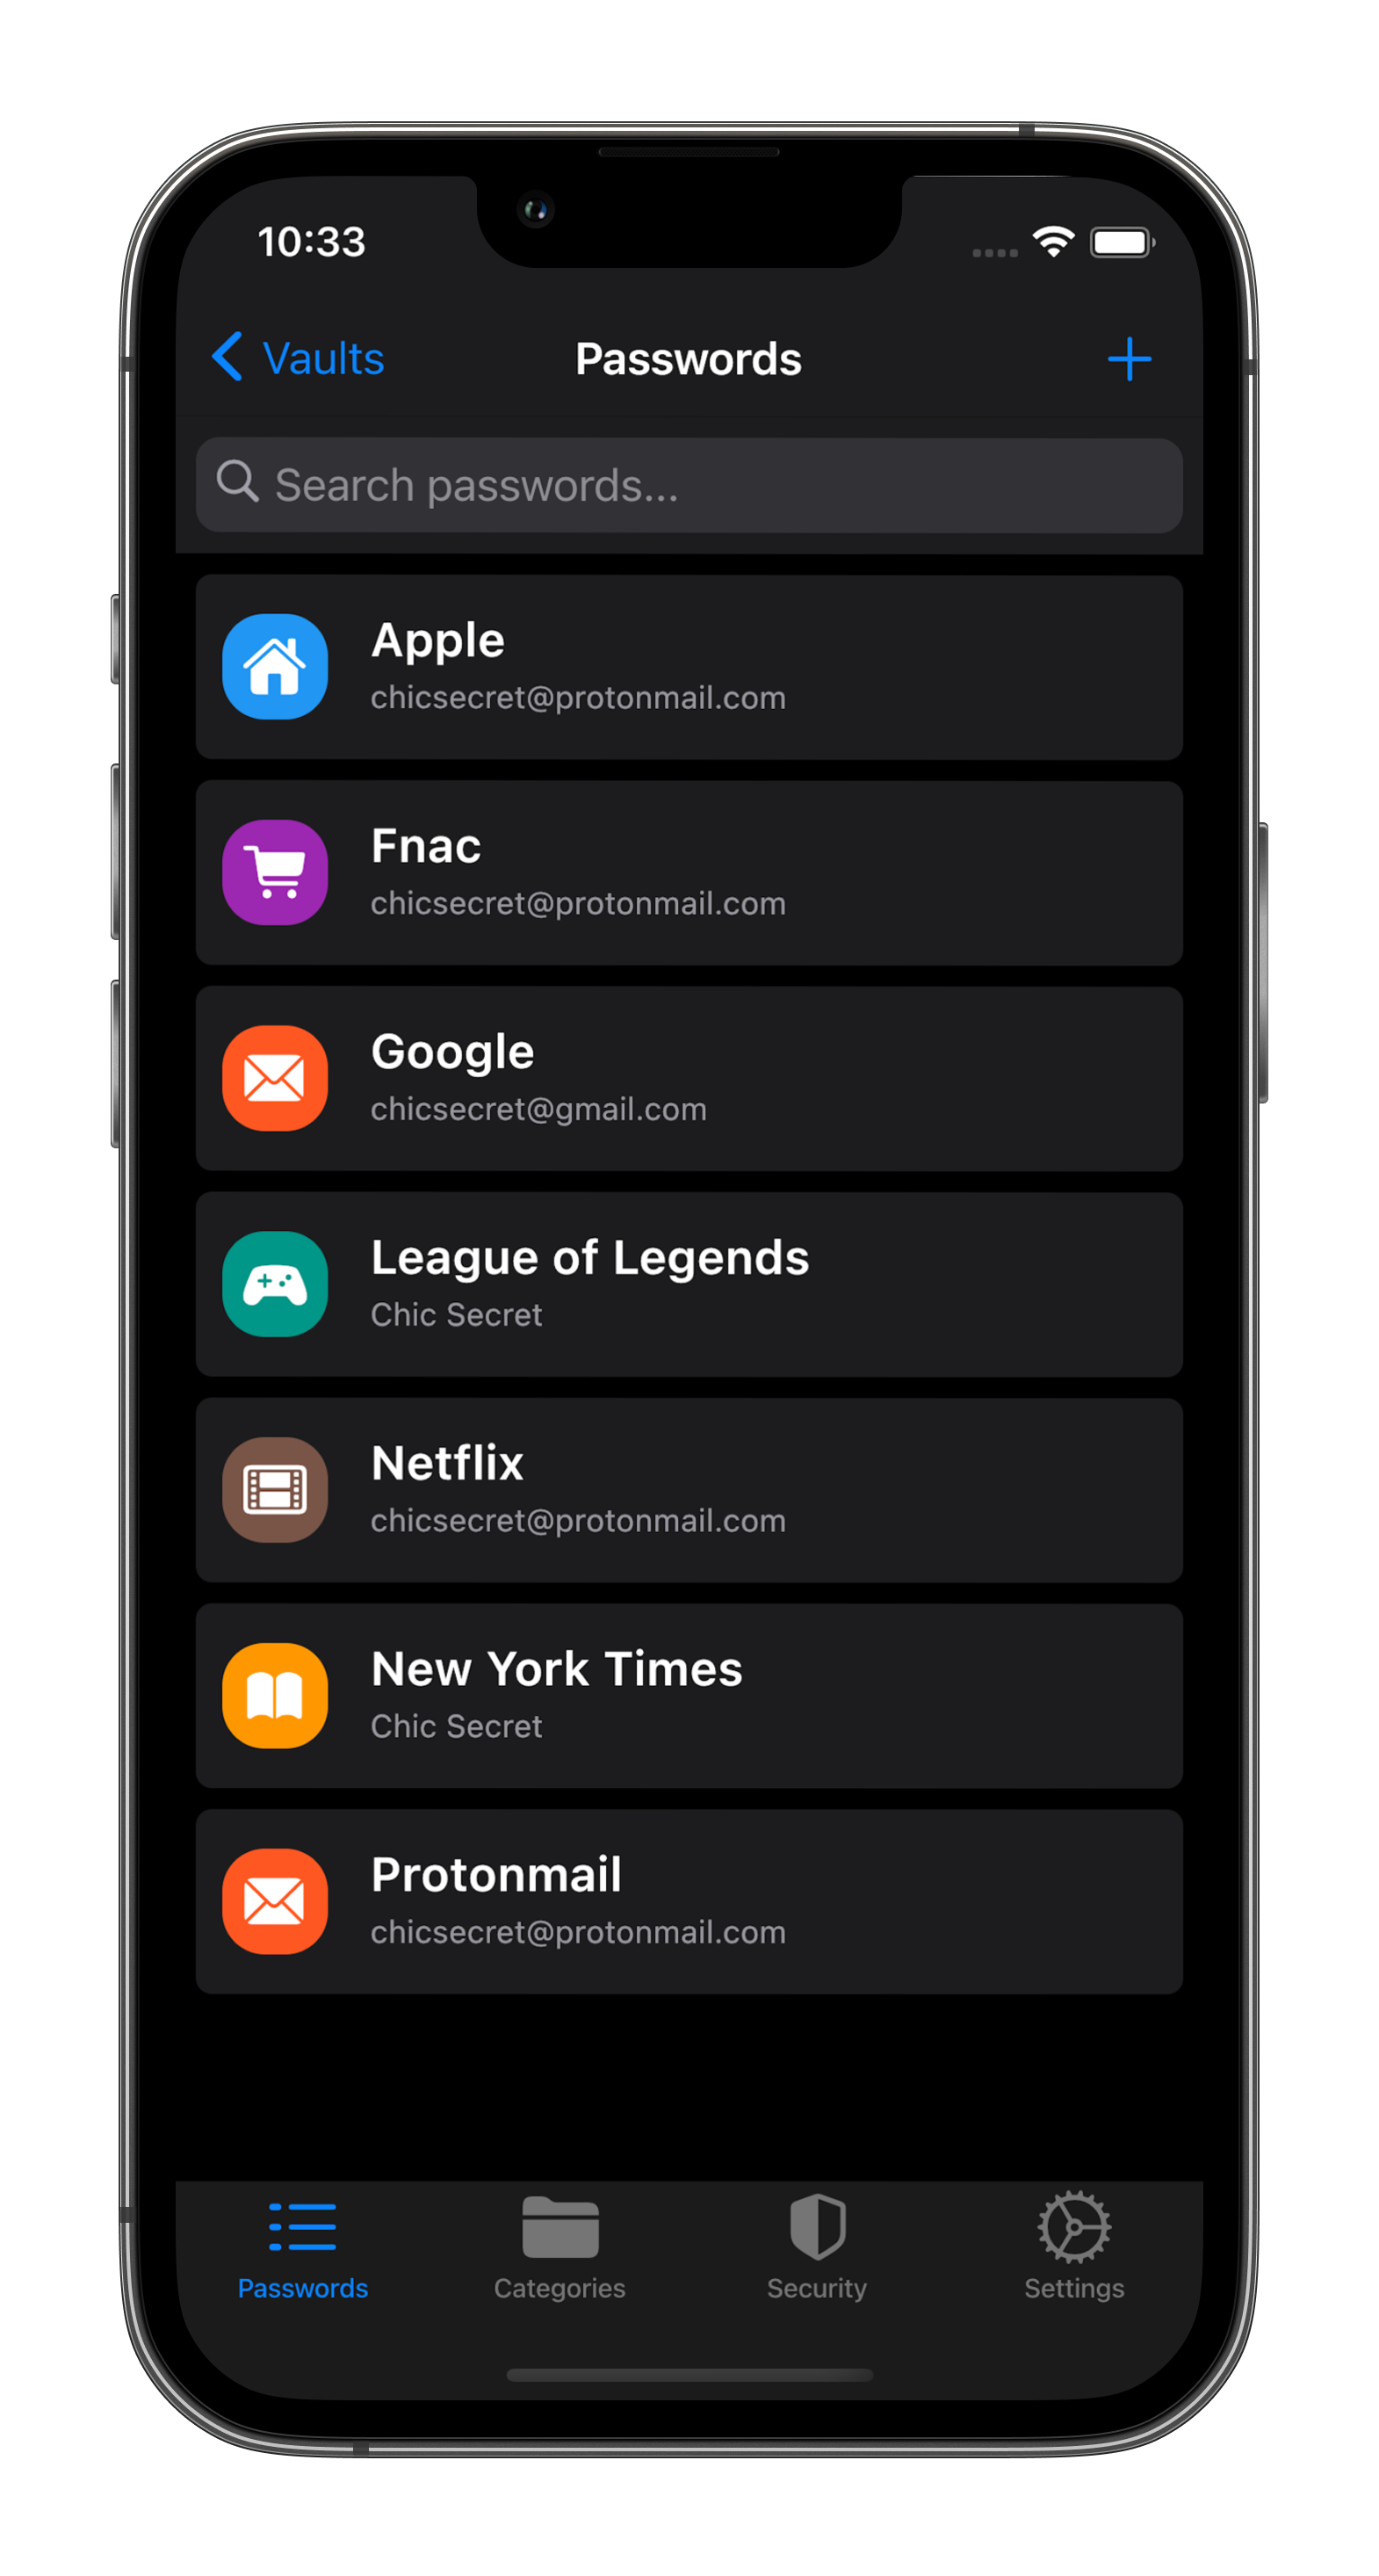 10:33
Vaults
Passwords
Search passwords...
Apple
chicsecret@protonmail.com
Fnac
chicsecret@protonmail.com
Google
chicsecret@gmail.com
League of Legends
Chic Secret
Netflix
chicsecret@protonmail.com
New York Times
Chic Secret
Protonmail
chicsecret@protonmail.com
Passwords
Categories
Security
Settings